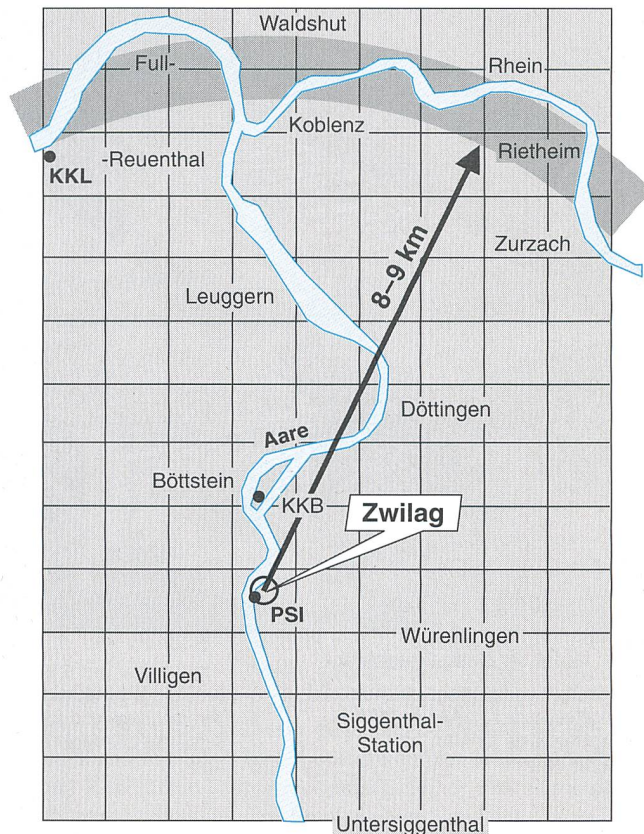 Waldshut
Full-
Rhein
Koblenz
-Reuenthal
Rietheim
KKL
Zurzach
8–9 km
Leuggern
Döttingen
Aare
Böttstein
KKB
Zwilag
PSI
Würenlingen
Villigen
Siggenthal-
Station
Untersiggenthal